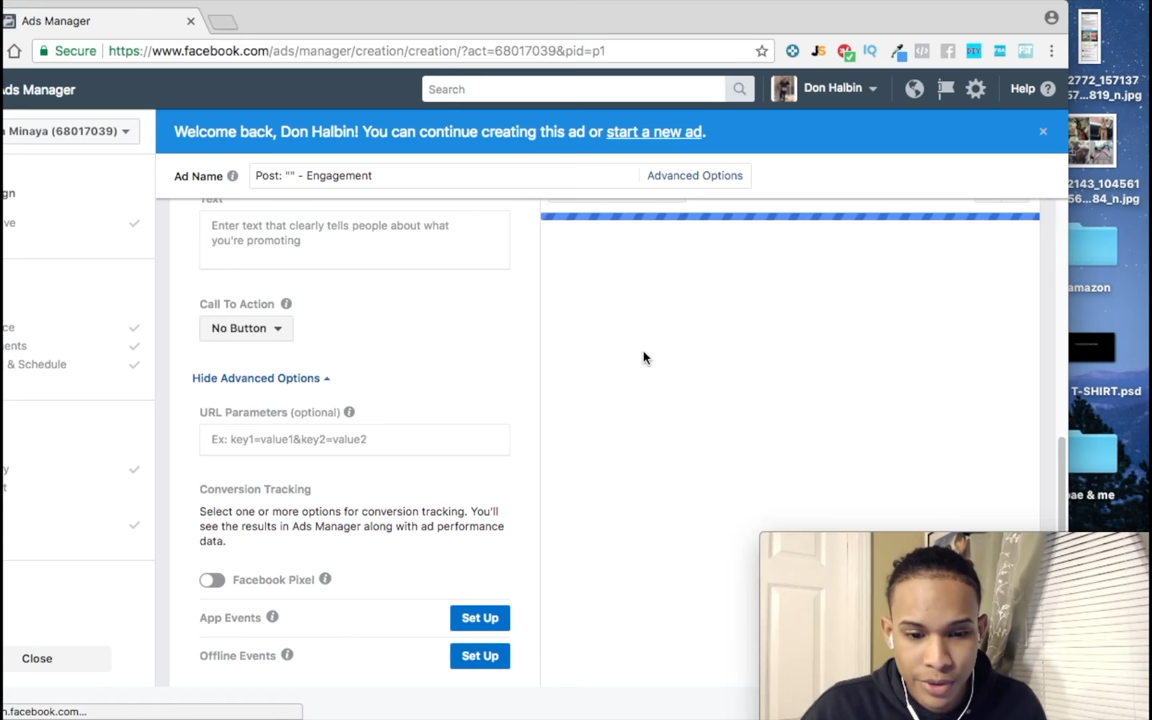 Ads Manager
Secure
https://www.facebook.com/ads/manager/creation/creation/?act=68017039&pid=p1
JS
IQ
DIY
FBA
Ads Manager
Search
Don Halbin
Help
2772_157137
57...819_n.jpg
Minaya (68017039)
Welcome back, Don Halbin! You can continue creating this ad or start a new ad.
Ad Name
Post: "" - Engagement
Advanced Options
2143_104561
56...84_n.jpg
Text
Enter text that clearly tells people about what
you're promoting
amazon
Call To Action
No Button
& Schedule
Hide Advanced Options
T-SHIRT.psd
URL Parameters (optional)
Ex: key1=value1&key2=value2
Conversion Tracking
Select one or more options for conversion tracking. You'll
see the results in Ads Manager along with ad performance
data.
& me
Facebook Pixel
App Events
Set Up
Offline Events
Set Up
Close
n.facebook.com...